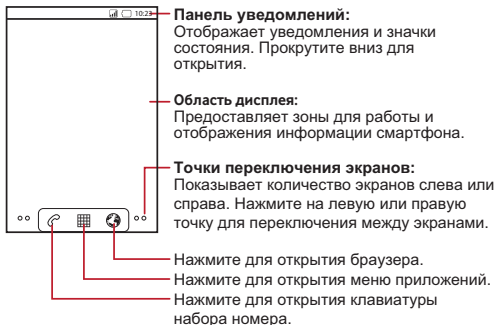 10:23
Панель уведомлений:
Отображает уведомления и значки
состояния. Прокрутите вниз для
открытия.
Область дисплея:
Предоставляет зоны для работы и
отображения информации смартфона.
Точки переключения экранов:
Показывает количество экранов слева или
справа. Нажмите на левую или правую
точку для переключения между экранами.
Нажмите для открытия браузера.
Нажмите для открытия меню приложений.
Нажмите для открытия клавиатуры
набора номера.